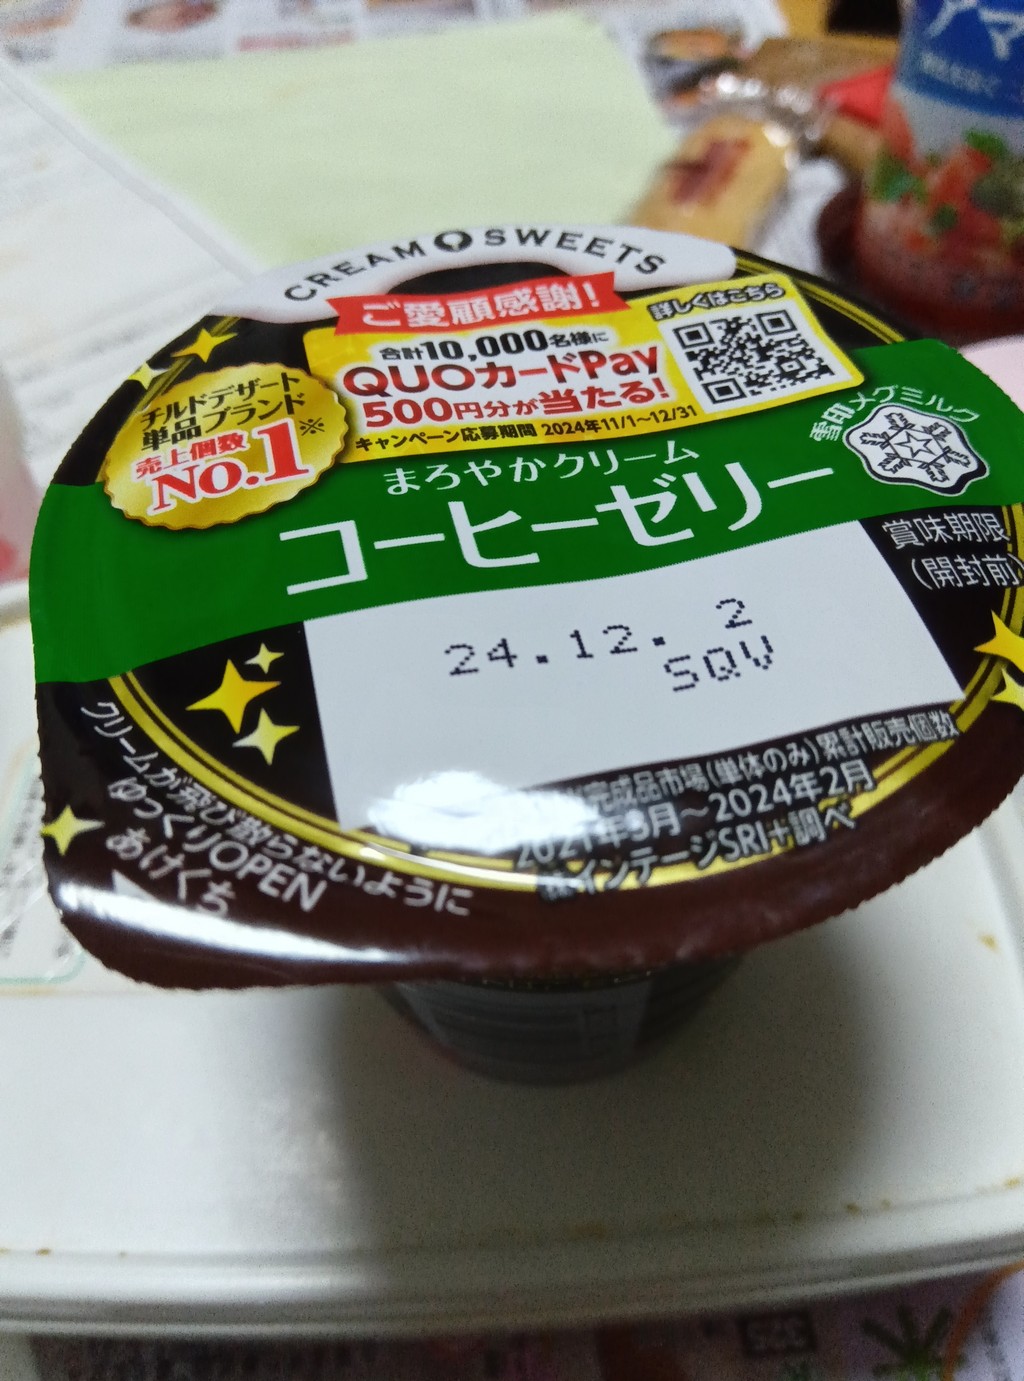 アマ
CREAM SWEETS
ご愛顧感謝!
詳しくはこちら
合計10,000名様に
QUOカードPay
500円分が当たる!
キャンペーン応募期間 2024年11/1~12/31
チルドデザート
単品ブランド※
売上個数
NO.1
雪印メグミルク
まろやかクリーム
コーヒーゼリー
賞味期限
(開封前)
24.12. 2
SQV
完成品市場(単体のみ)累計販売個数
2021年3月~2024年2月
インテージSRI+調べ
クリームが飛び散らないように
ゆっくりOPEN
あけくち